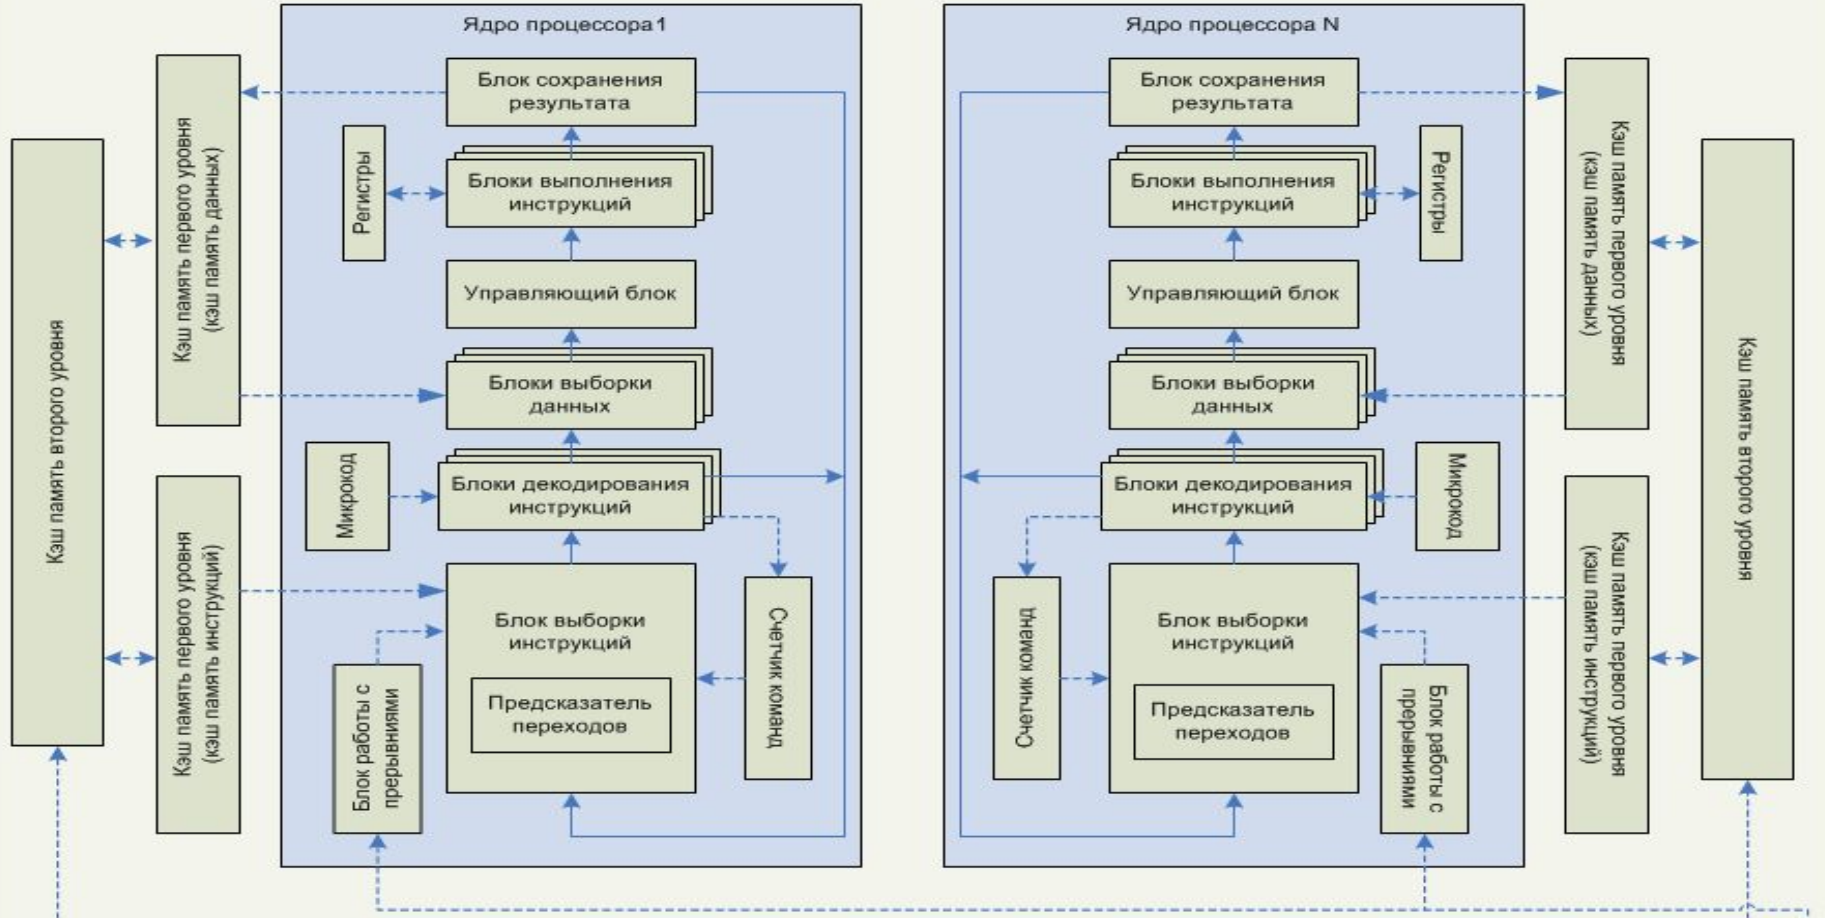 Ядро процессора1
Блок сохранения
результата
Регистры
Блоки выполнения
инструкций
Управляющий блок
Блоки выборки
данных
Микрокод
Блоки декодирования
инструкций
Блок выборки
инструкций
Предсказатель
переходов
Счетчик команд
Блок работы с
прерывниями
Кэш память второго уровня
Кэш память первого уровня
(кэш память данных)
Кэш память первого уровня
(кэш память инструкций)
Ядро процессора N
Блок сохранения
результата
Блоки выполнения
инструкций
Регистры
Управляющий блок
Блоки выборки
данных
Блоки декодирования
инструкций
Микрокод
Счетчик команд
Блок выборки
инструкций
Предсказатель
переходов
Блок работы с
прерывниями
Кэш память первого уровня
(кэш память данных)
Кэш память первого уровня
(кэш память инструкций)
Кэш память второго уровня